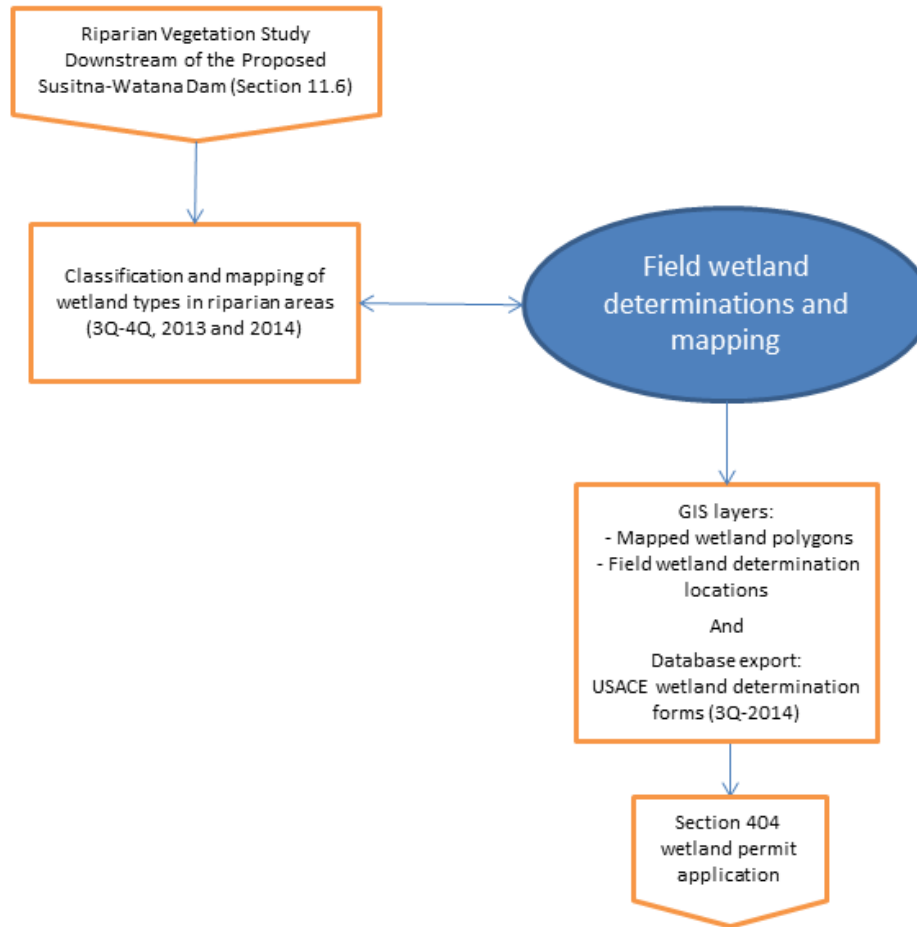 Riparian Vegetation Study
Downstream of the Proposed
Susitna-Watana Dam (Section 11.6)
Classification and mapping of
wetland types in riparian areas
(3Q-4Q, 2013 and 2014)
Field wetland
determinations and
mapping
GIS layers:
- Mapped wetland polygons
- Field wetland determination
locations
And
Database export:
USACE wetland determination
forms (3Q-2014)
Section 404
wetland permit
application